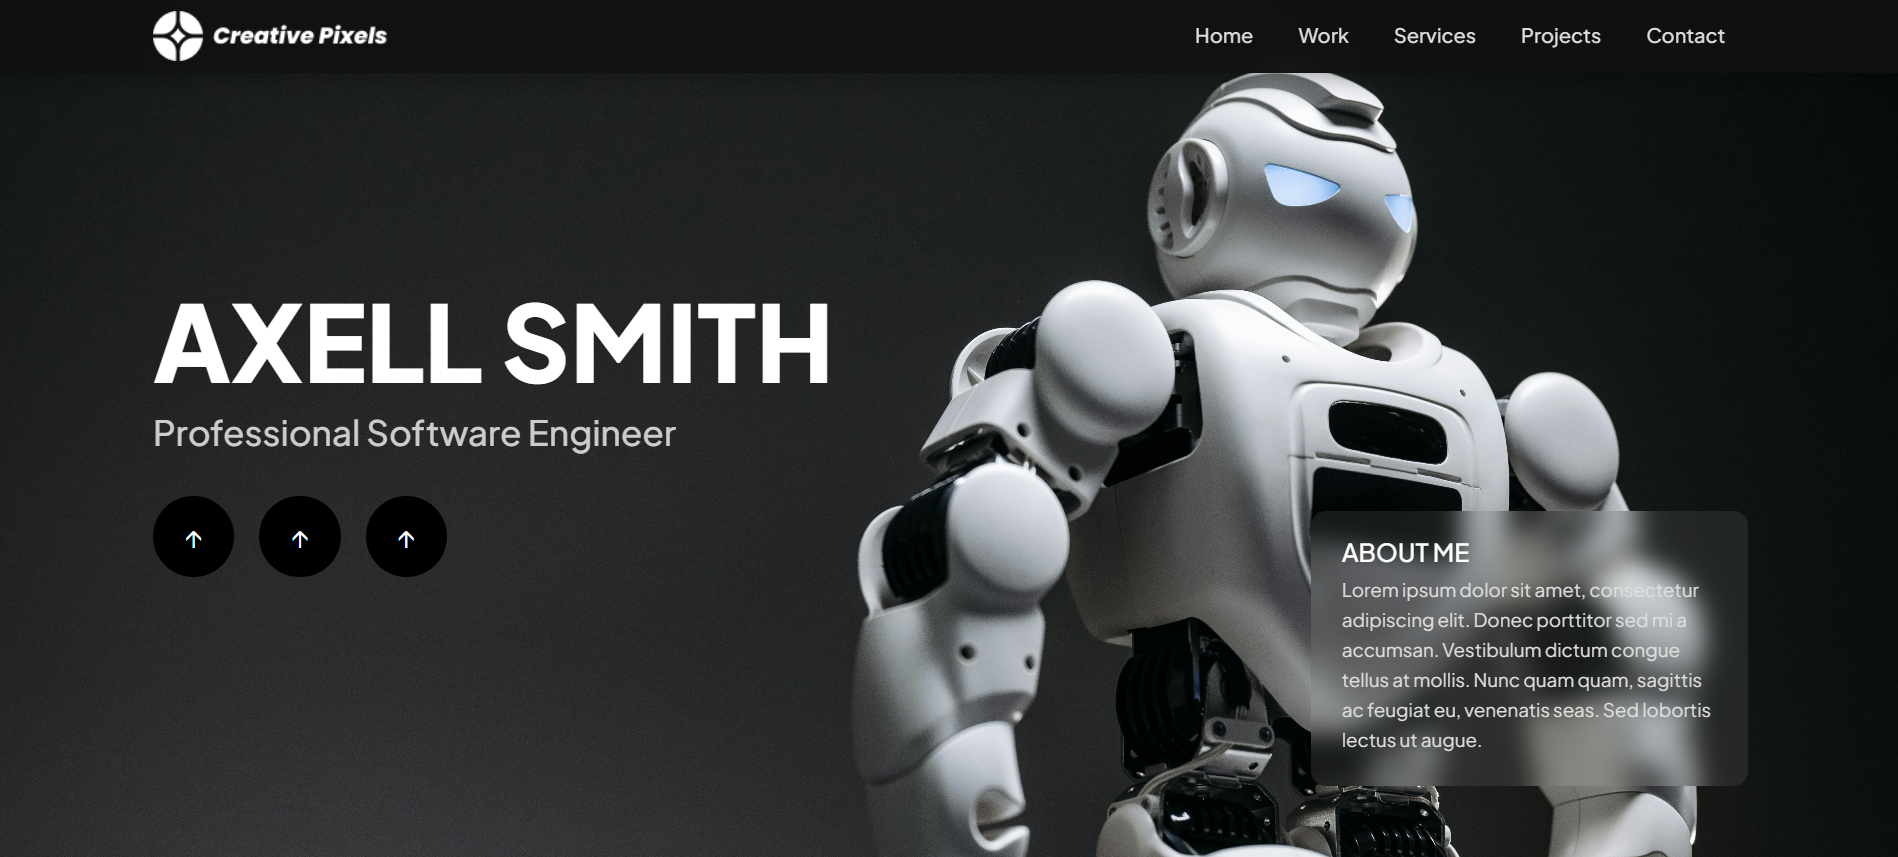 Creative Pixels
Home Work Services Projects Contact
AXELL SMITH
Professional Software Engineer
ABOUT ME
Lorem ipsum dolor sit amet, consectetur
adipiscing elit. Donec porttitor sed mi a
accumsan. Vestibulum dictum congue
tellus at mollis. Nunc quam quam, sagittis
ac feugiat eu, venenatis seas. Sed lobortis
lectus ut augue.